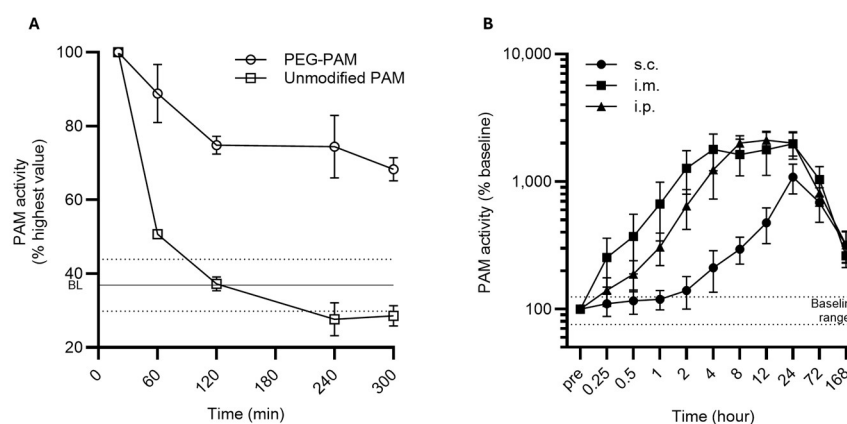 A
PEG-PAM
Unmodified PAM
PAM activity
(% highest value)
100
80
60
40
20
BL
0
60
120
180
240
300
Time (min)
B
s.c.
i.m.
i.p.
PAM activity (% baseline)
10,000
1,000
100
Baselin
range
pre
0.25
0.5
1
2
4
8
12
24
72
168
Time (hour)